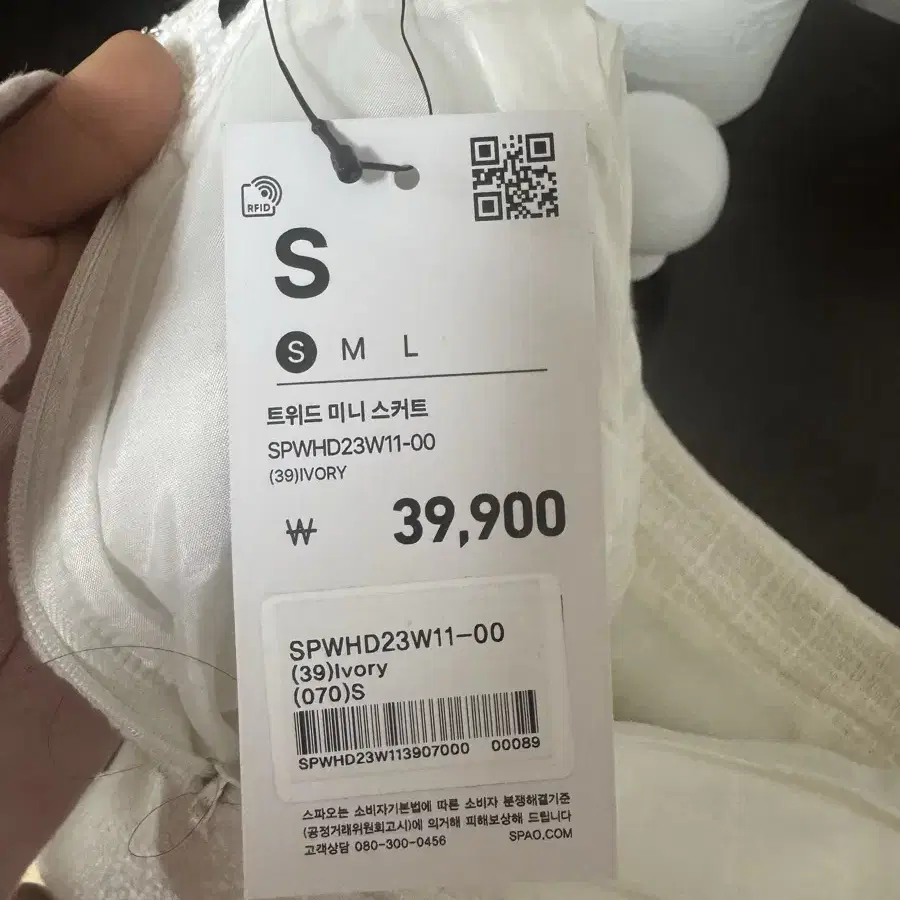 RFID
S
S M L
트위드 미니 스커트
SPWHD23W11-00
(39)IVORY
₩ 39,900
SPWHD23W11-00
(39)Ivory
(070)S
SPWHD23W113907000 00089
스파오는 소비자기본법에 따른 소비자 분쟁해결기준
(공정거래위원회고시)에 의거해 피해보상해 드립니다
고객상담 080-300-0456 SPAO.COM